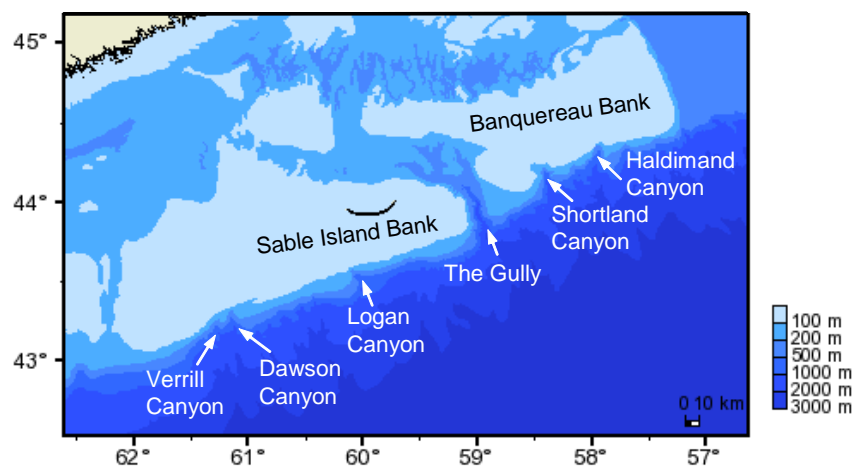 45°
Banquereau Bank
Haldimand
Canyon
44°
Shortland
Canyon
Sable Island Bank
The Gully
Logan
Canyon
100 m
200 m
500 m
1000 m
2000 m
3000 m
43°
Verrill
Canyon
Dawson
Canyon
0 10 km
62°
61°
60°
59°
58°
57°